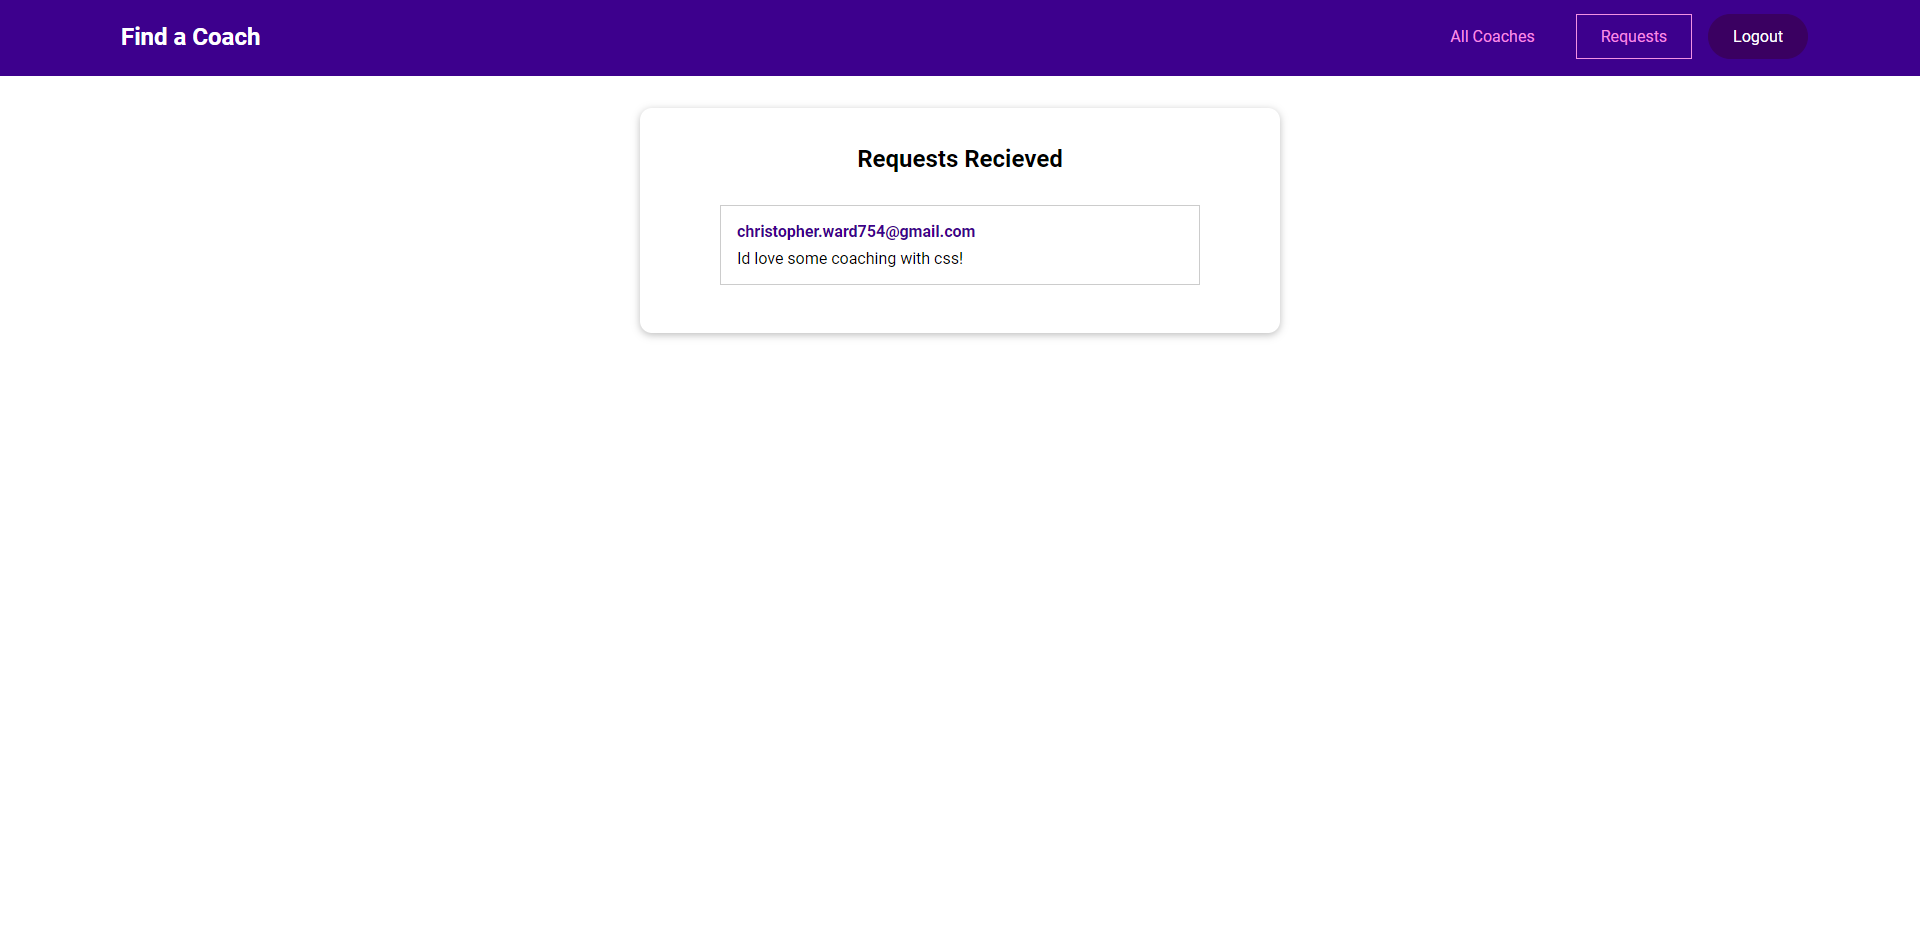 Find a Coach
All Coaches
Requests
Logout
Requests Recieved
christopher.ward754@gmail.com
Id love some coaching with css!